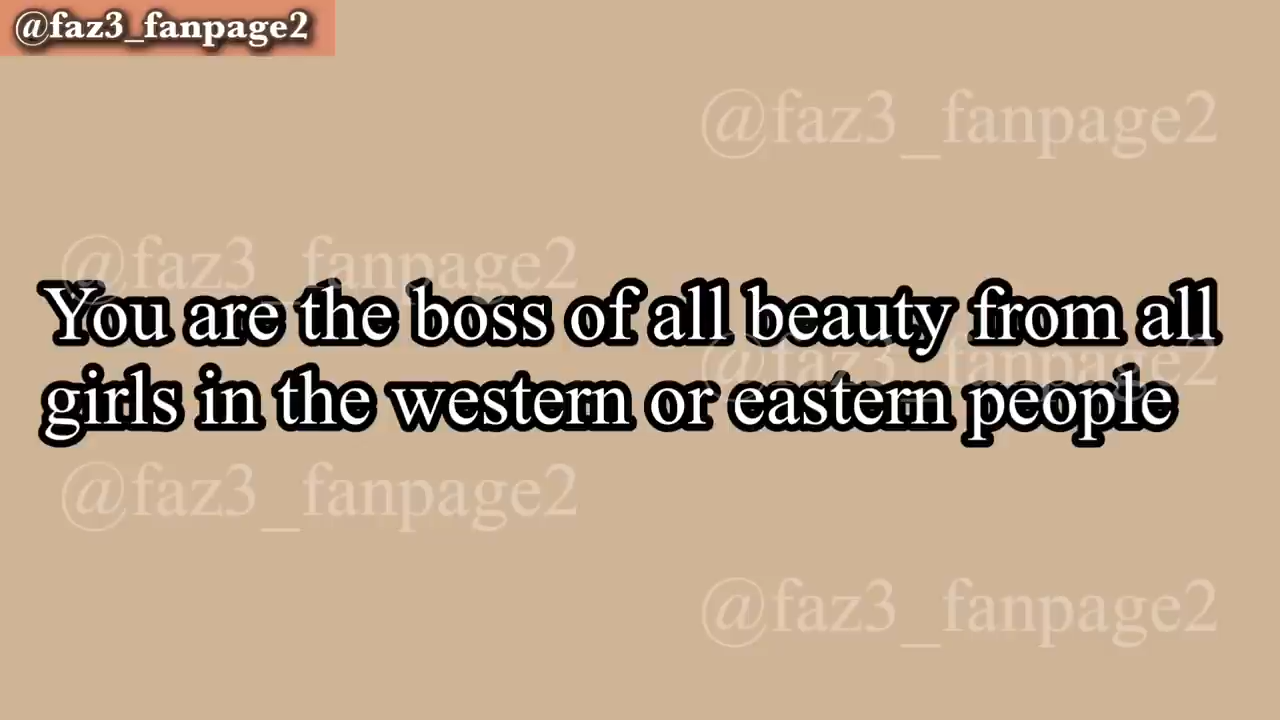 @faz3_fanpage2
@faz3_fanpage2
@faz3_fanpage2
You are the boss of all beauty from all
@faz3_fanpage2
girls in the western or eastern people
@faz3_fanpage2
@faz3_fanpage2